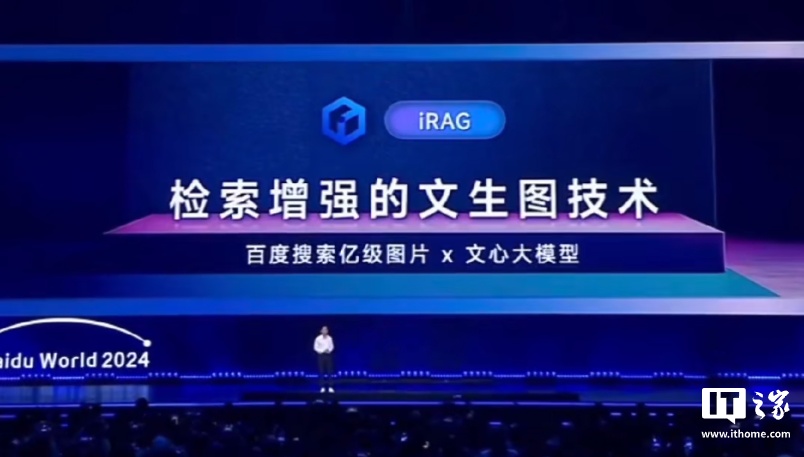 iRAG
检索增强的文生图技术
百度搜索亿级图片 x 文心大模型
aidu World 2024
IT之家
www.ithome.com